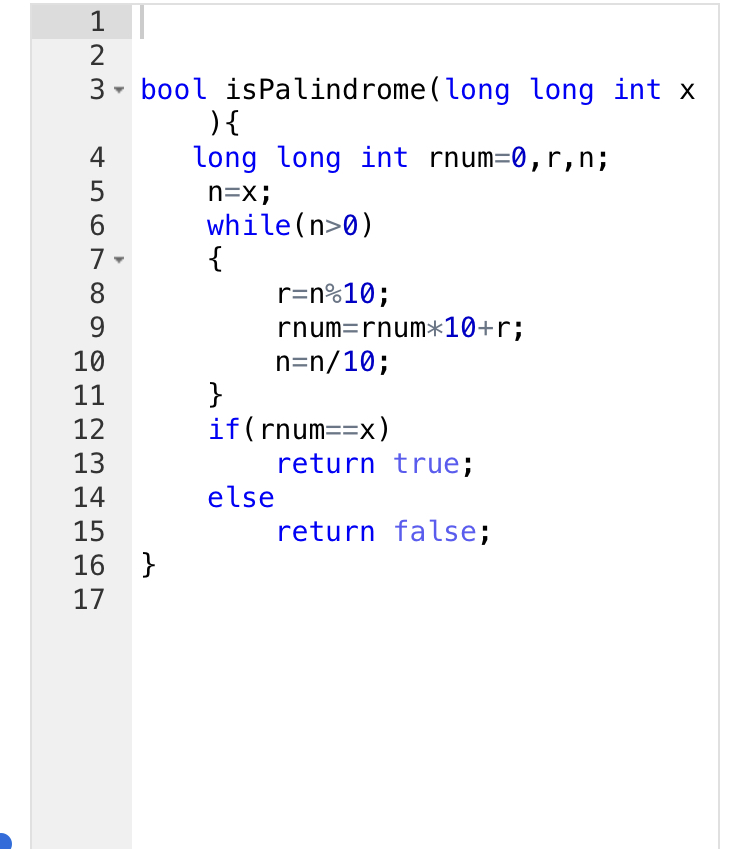 1
2
3 bool isPalindrome(long long int x
){
4 long long int rnum=0,r,n;
5 n=x;
6 while(n>0)
7 {
8 r=n%10;
9 rnum=rnum*10+r;
10 n=n/10;
11 }
12 if(rnum==x)
13 return true;
14 else
15 return false;
16 }
17